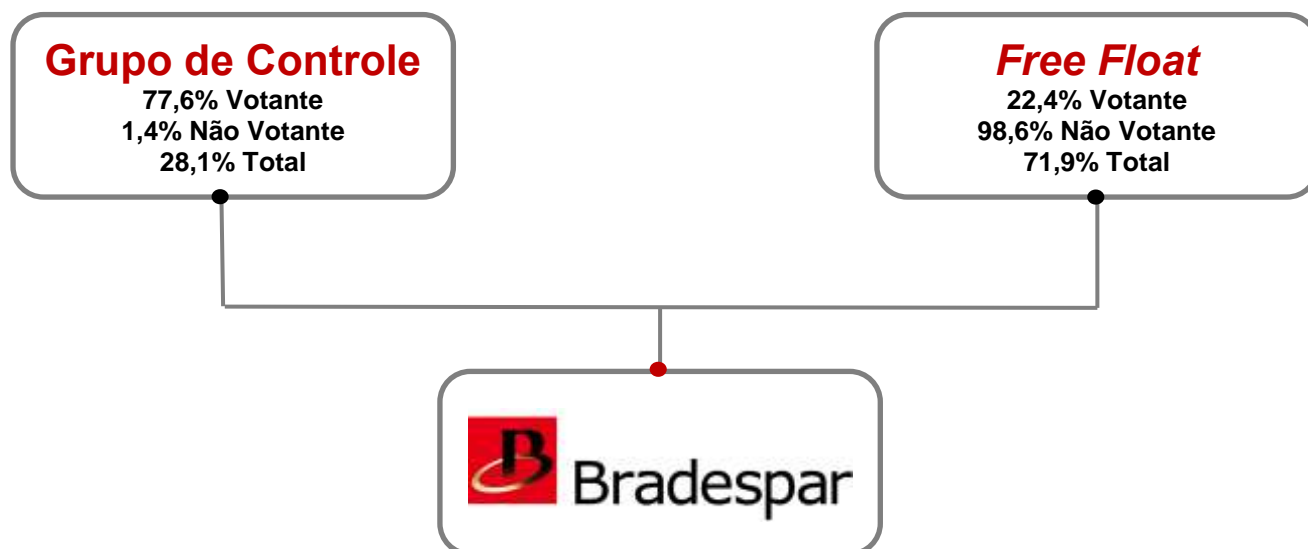 Grupo de Controle
77,6% Votante
1,4% Não Votante
28,1% Total
Free Float
22,4% Votante
98,6% Não Votante
71,9% Total
B
Bradespar